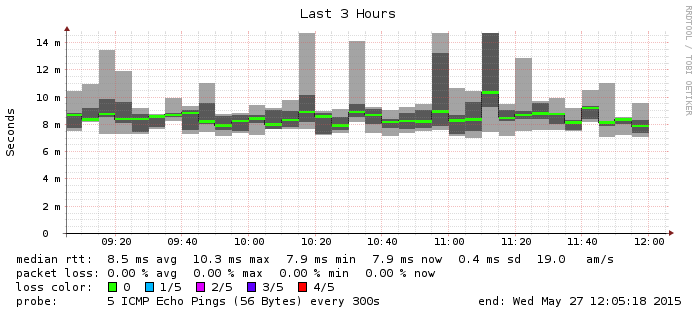 Last 3 Hours
RRDTOOL / TOBI OETIKER
Seconds
14 m
12 m
10 m
8 m
6 m
4 m
2 m
0
09:20 09:40 10:00 10:20 10:40 11:00 11:20 11:40 12:00
median rtt: 8.5 ms avg 10.3 ms max 7.9 ms min 7.9 ms now 0.4 ms sd 19.0 am/s
packet loss: 0.00 % avg 0.00 % max 0.00 % min 0.00 % now
loss color: 0 1/5 2/5 3/5 4/5
probe: 5 ICMP Echo Pings (56 Bytes) every 300s end: Wed May 27 12:05:18 2015